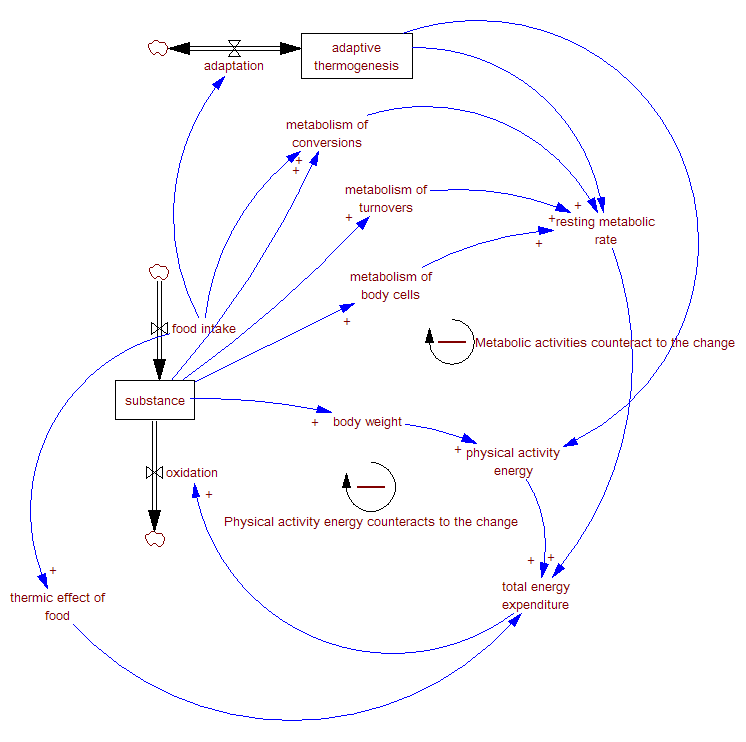 adaptive
thermogenesis
adaptation
metabolism of
conversions
+
+
metabolism of
turnovers
+
+
+
resting metabolic
rate
+
metabolism of
body cells
+
food intake
Metabolic activities counteract to the change
substance
+
body weight
+
physical activity
energy
oxidation
+
Physical activity energy counteracts to the change
+
+
+
thermic effect of
food
total energy
expenditure